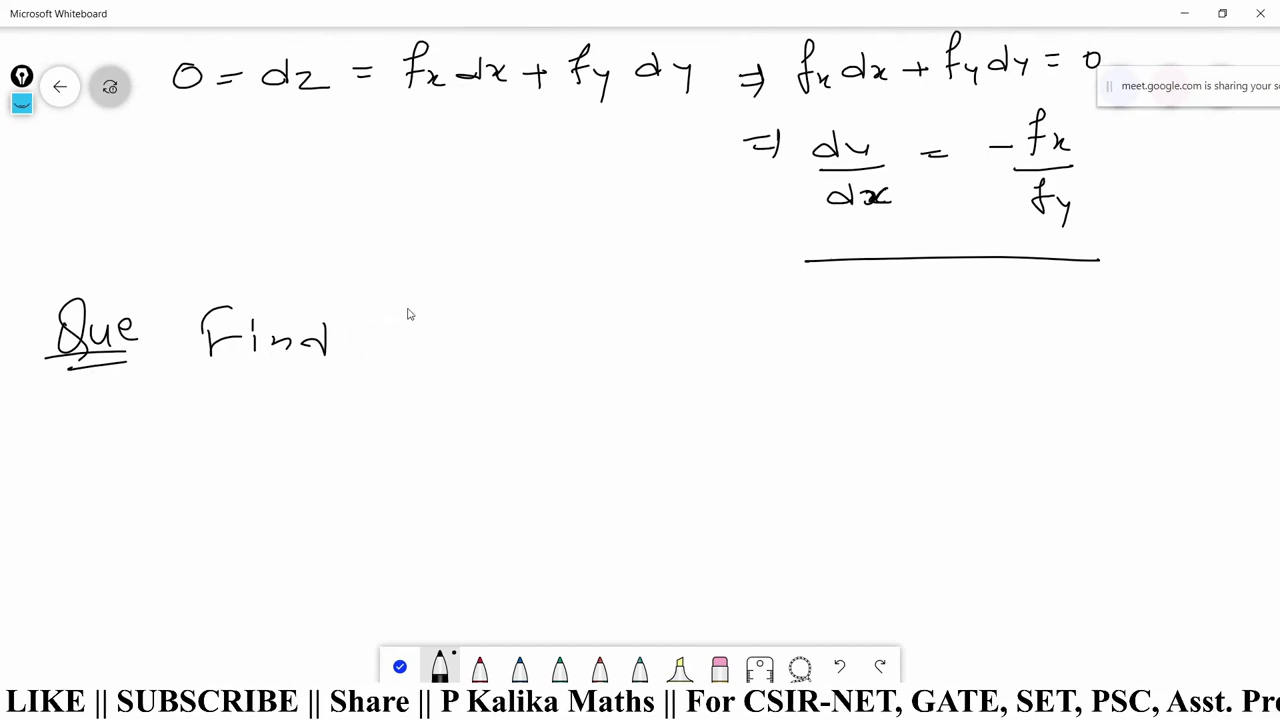 Microsoft Whiteboard
0 = dz = fx dx + fy dy ⇒ fx dx + fy dy = 0
meet.google.com is sharing your s
⇒ dy/dx = - fx/fy
Que Find
LIKE || SUBSCRIBE || Share || P Kalika Maths || For CSIR-NET, GATE, SET, PSC, Asst. Pr